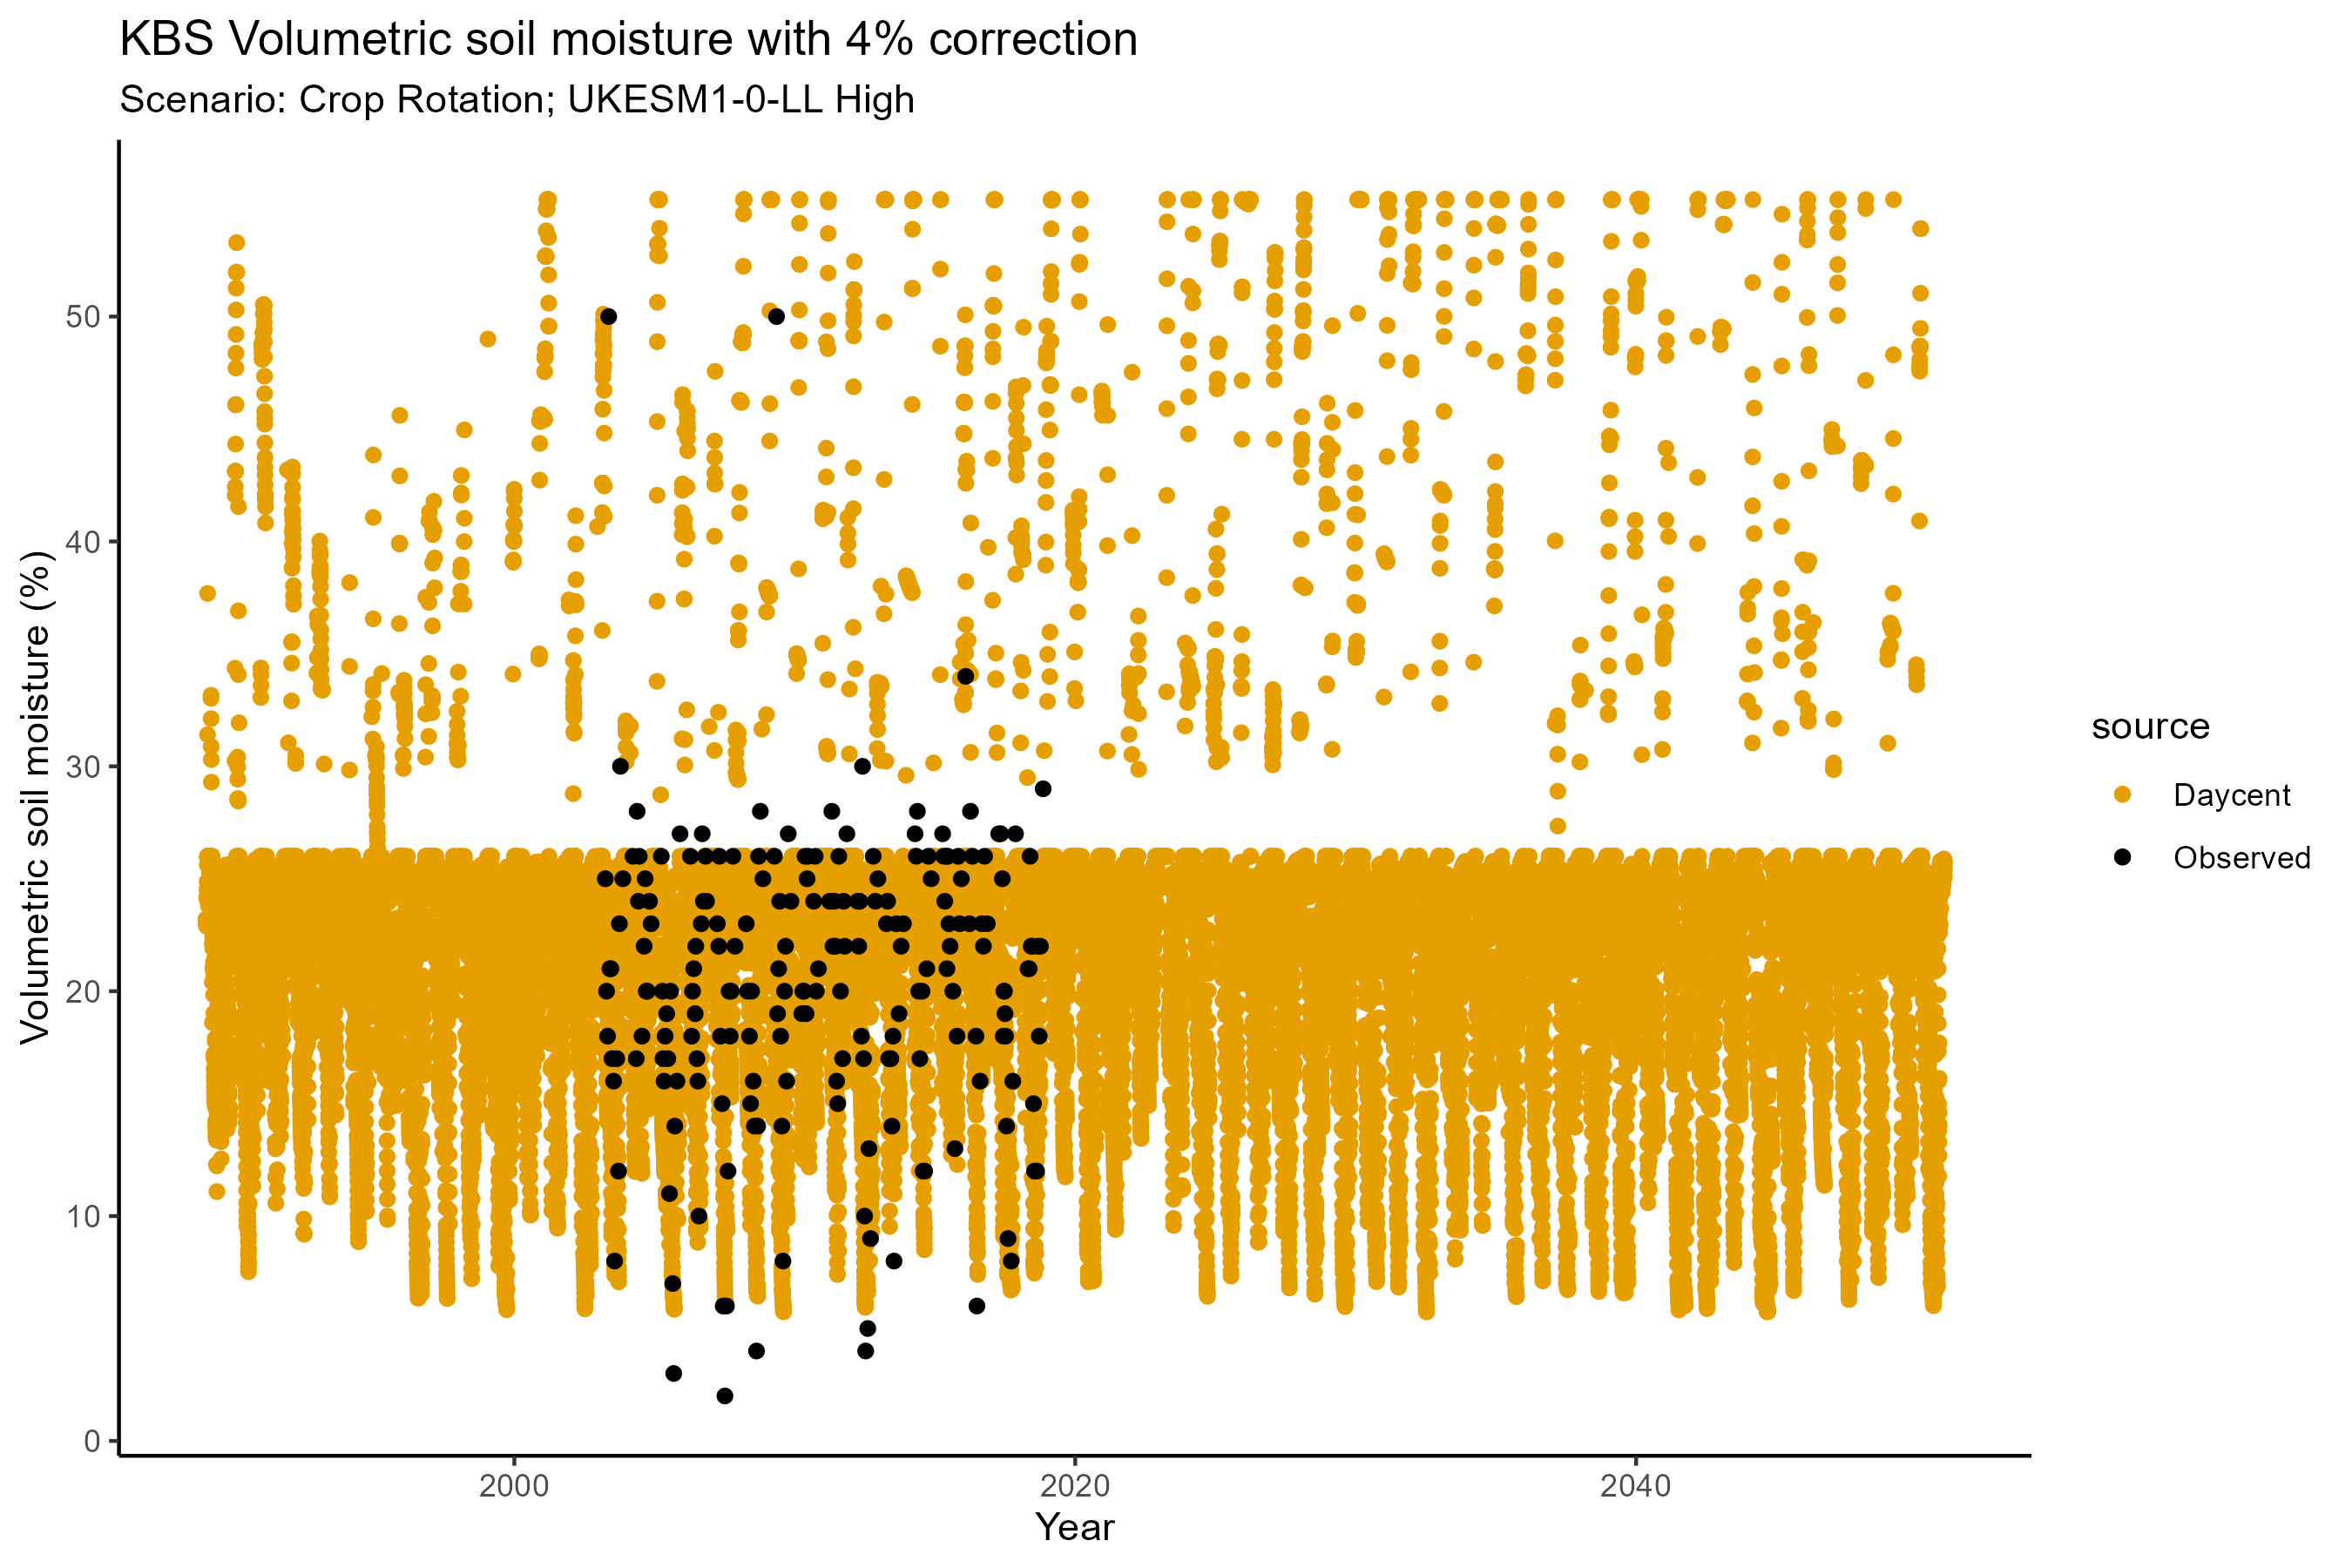 KBS Volumetric soil moisture with 4% correction
Scenario: Crop Rotation; UKESM1-0-LL High
Volumetric soil moisture (%)
50
40
30
20
10
0
2000
2020
2040
Year
source
Daycent
Observed